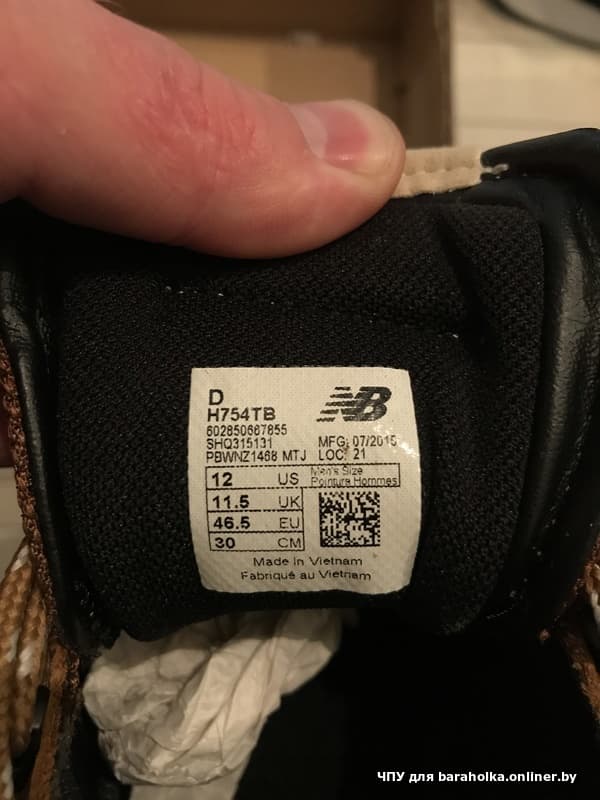 D
NB
H754TB
602850687855
SHQ315131 MFG: 07/2015
PBWNZ1468 MTJ LOC: 21
12 US Men's Size
Pointure Hommes
11.5 UK
46.5 EU
30 CM
Made in Vietnam
Fabriqué au Vietnam
ЧПУ для baraholka.onliner.by